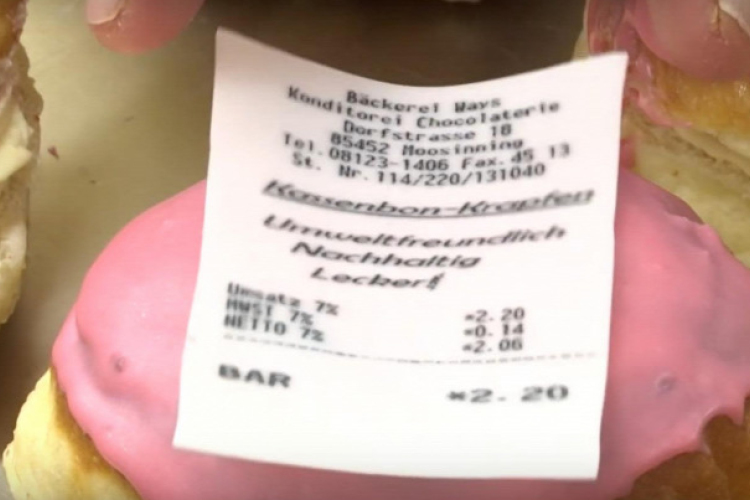 Bäckerei Ways
Konditorei Chocolaterie
Dorfstrasse 18
85452 Moosinning
Tel. 08123-1406 Fax. 45 13
St. Nr. 114/220/131040
Kassenbon-Krapfen
Umweltfreundlich
Nachhaltig
Lecker!
Umsatz 7% *2.20
MWST 7% *0.14
NETTO 7% *2.06
BAR *2.20